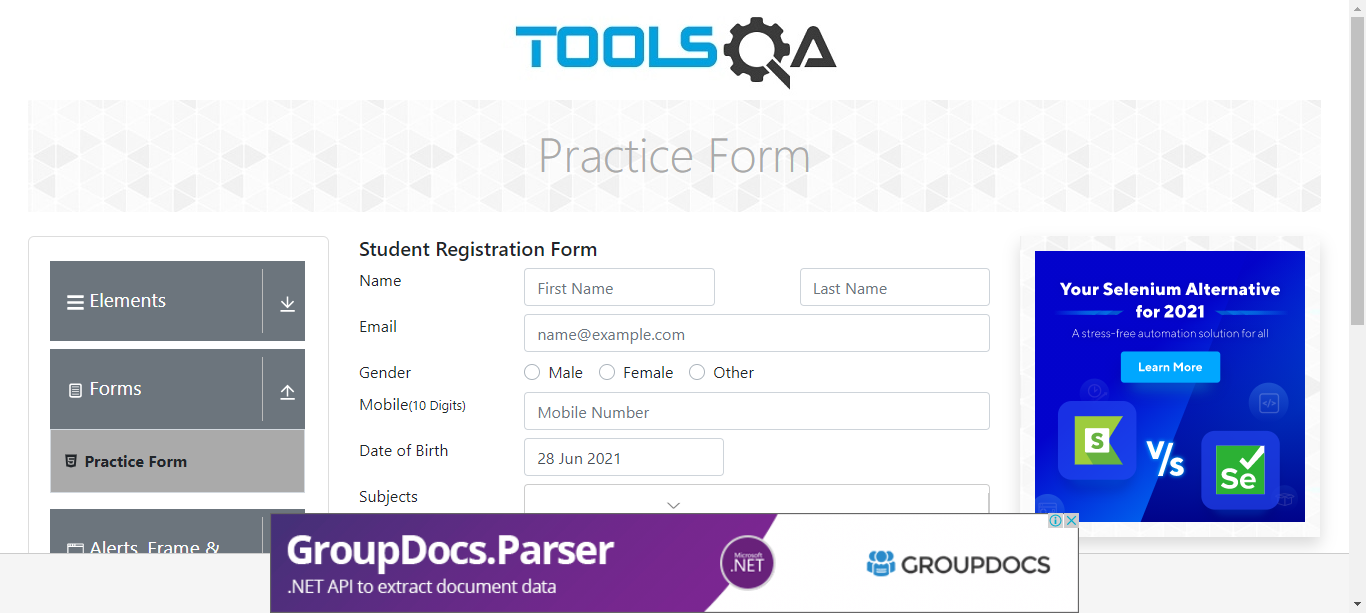 TOOLSQA
Practice Form
Elements
Forms
Practice Form
Alerts, Frame &
Student Registration Form
Name
First Name
Last Name
Email
name@example.com
Gender
Male
Female
Other
Mobile(10 Digits)
Mobile Number
Date of Birth
28 Jun 2021
Subjects
Your Selenium Alternative
for 2021
A stress-free automation solution for all
Learn More
S
V/s
Se
GroupDocs.Parser
.NET API to extract document data
Microsoft
.NET
GROUPDOCS